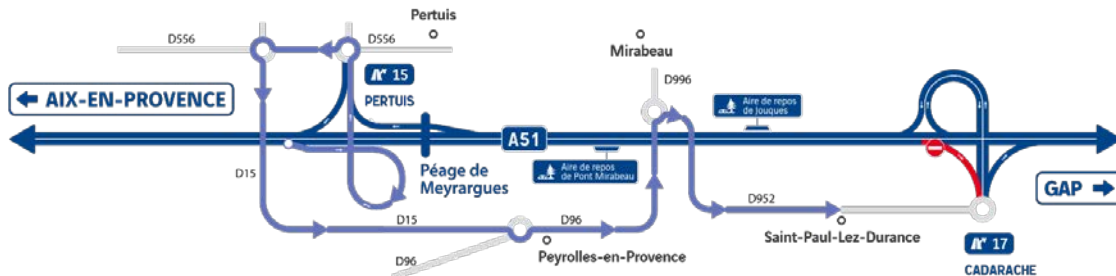 Pertuis
D556
D556
Mirabeau
15
PERTUIS
D996
AIX-EN-PROVENCE
Aire de repos
de Jouques
A51
Péage de
Meyrargues
Aire de repos
de Pont Mirabeau
D15
GAP
D952
D15
D96
Saint-Paul-Lez-Durance
17
D96
Peyrolles-en-Provence
CADARACHE